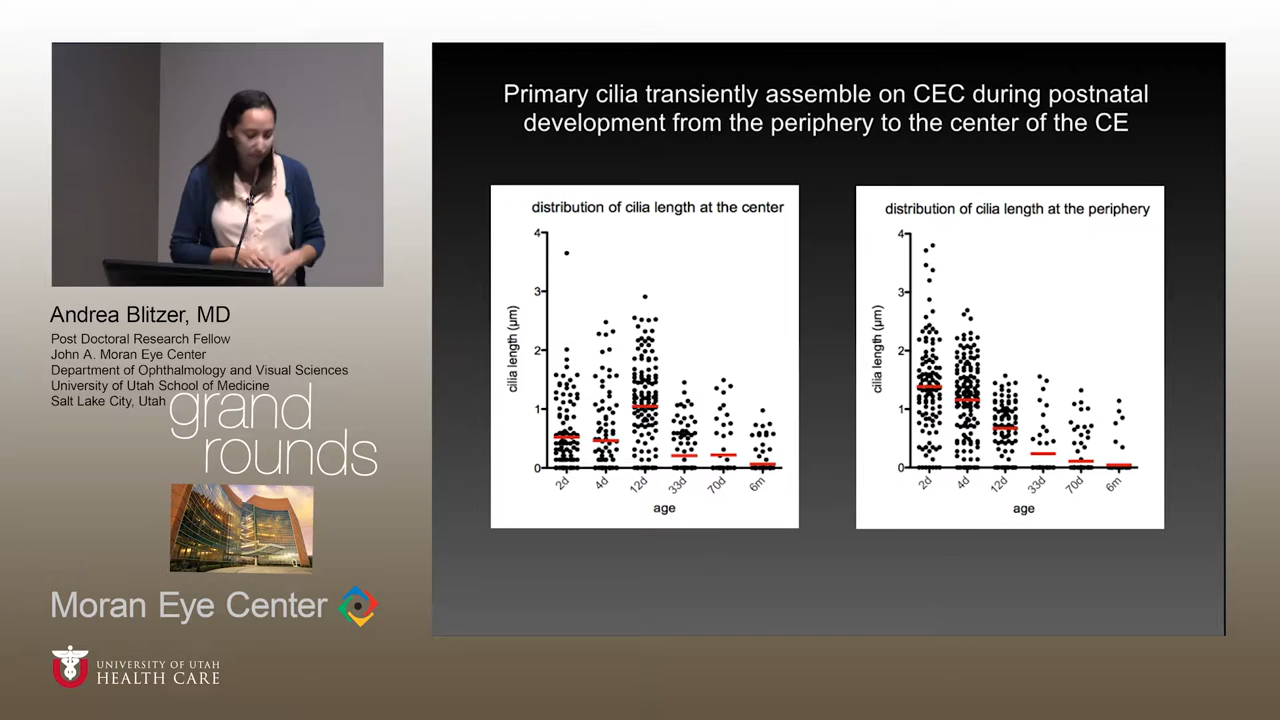 Primary cilia transiently assemble on CEC during postnatal
development from the periphery to the center of the CE
distribution of cilia length at the center
4
3
2
1
0
cilia length (µm)
2d
4d
12d
33d
70d
6m
age
distribution of cilia length at the periphery
4
3
2
1
0
cilia length (µm)
2d
4d
12d
33d
70d
6m
age
Andrea Blitzer, MD
Post Doctoral Research Fellow
John A. Moran Eye Center
Department of Ophthalmology and Visual Sciences
University of Utah School of Medicine
Salt Lake City, Utah
grand
rounds
Moran Eye Center
U
UNIVERSITY OF UTAH
HEALTH CARE